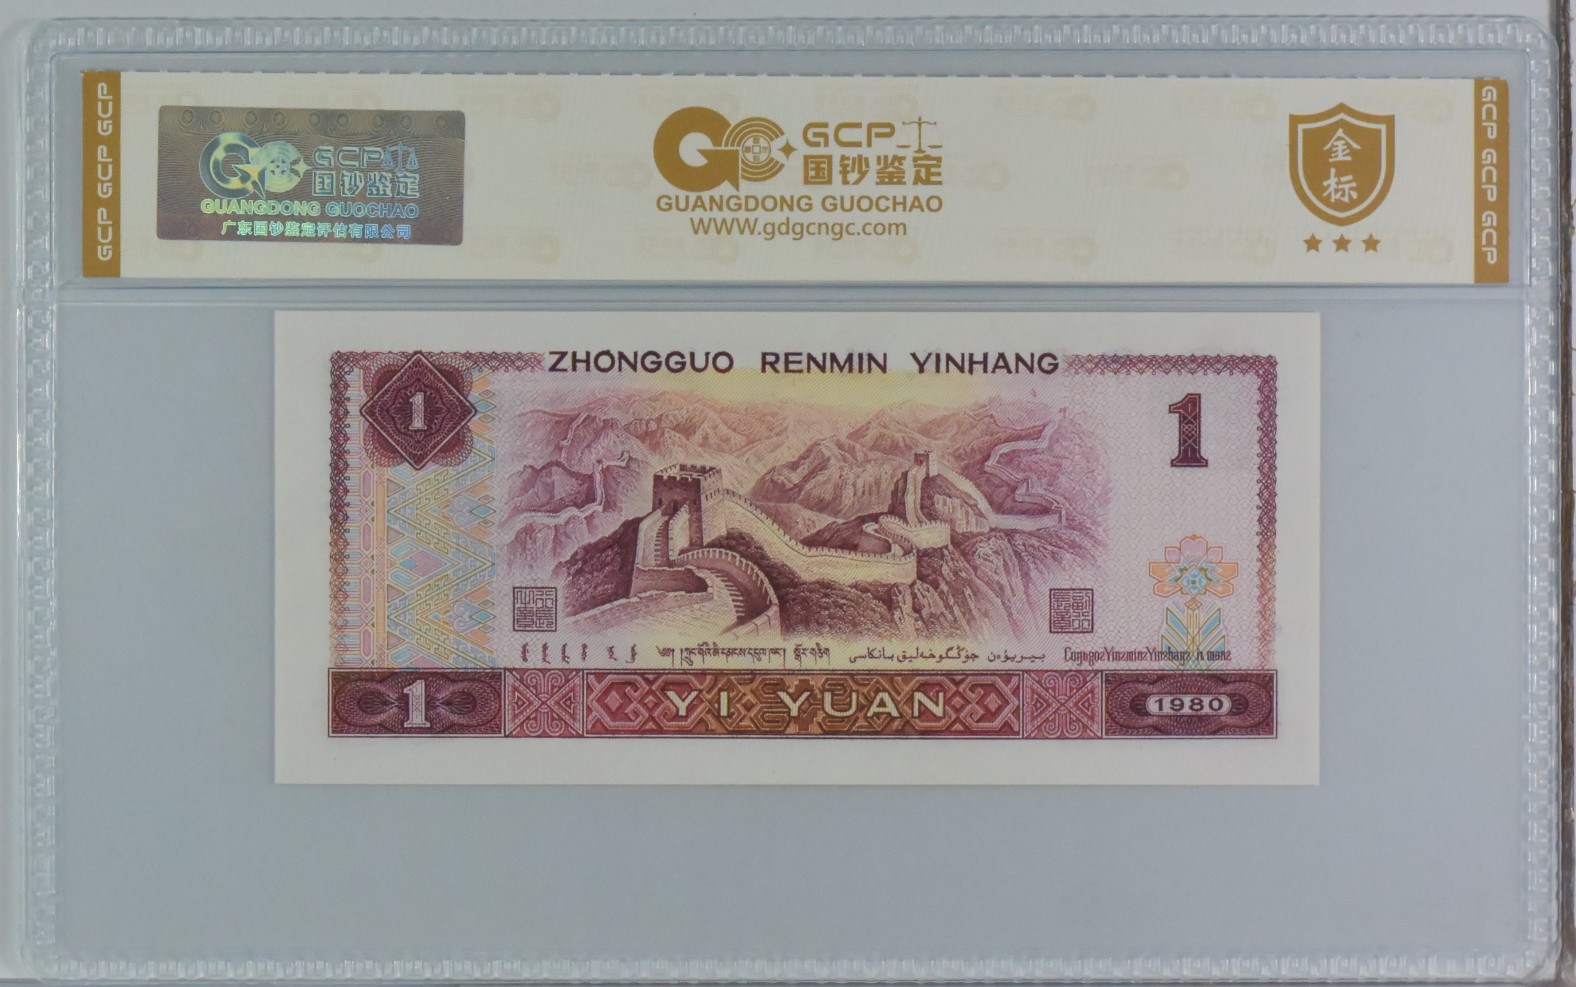 GCP GCP GCP
GCP
国钞鉴定
GUANGDONG GUOCHAO
广东国钞鉴定评估有限公司
GCP
国钞鉴定
GUANGDONG GUOCHAO
www.gdgcngc.com
金
标
GCP GCP GCP
ZHONGGUO RENMIN YINHANG
1
1
YI YUAN
1
1980